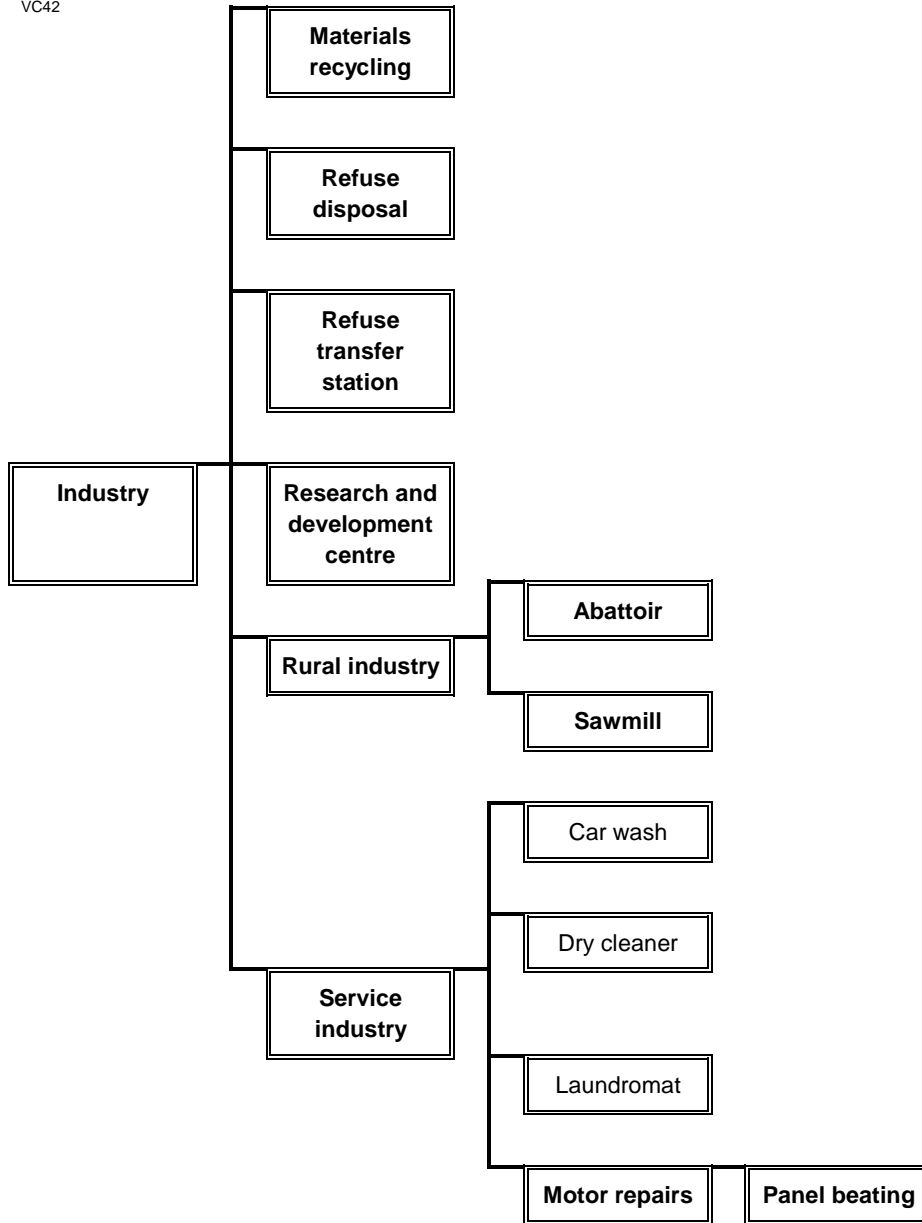 VC42
Materials
recycling
Refuse
disposal
Refuse
transfer
station
Industry
Research and
development
centre
Abattoir
Rural industry
Sawmill
Car wash
Dry cleaner
Service
industry
Laundromat
Motor repairs
Panel beating